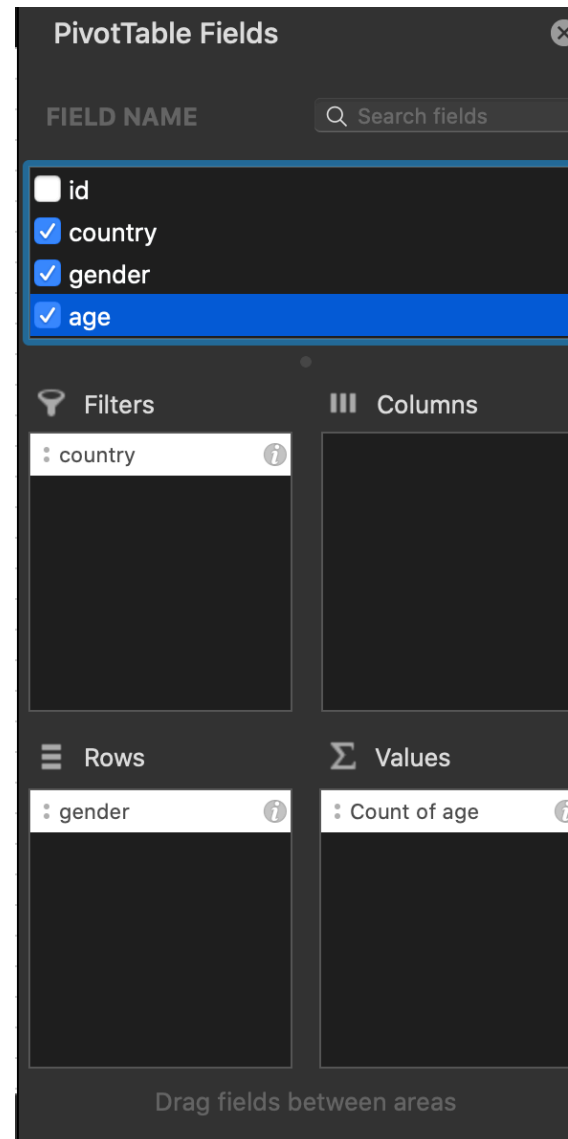 PivotTable Fields
FIELD NAME
Search fields
id
country
gender
age
Filters
Columns
country
Rows
Values
gender
Count of age
Drag fields between areas